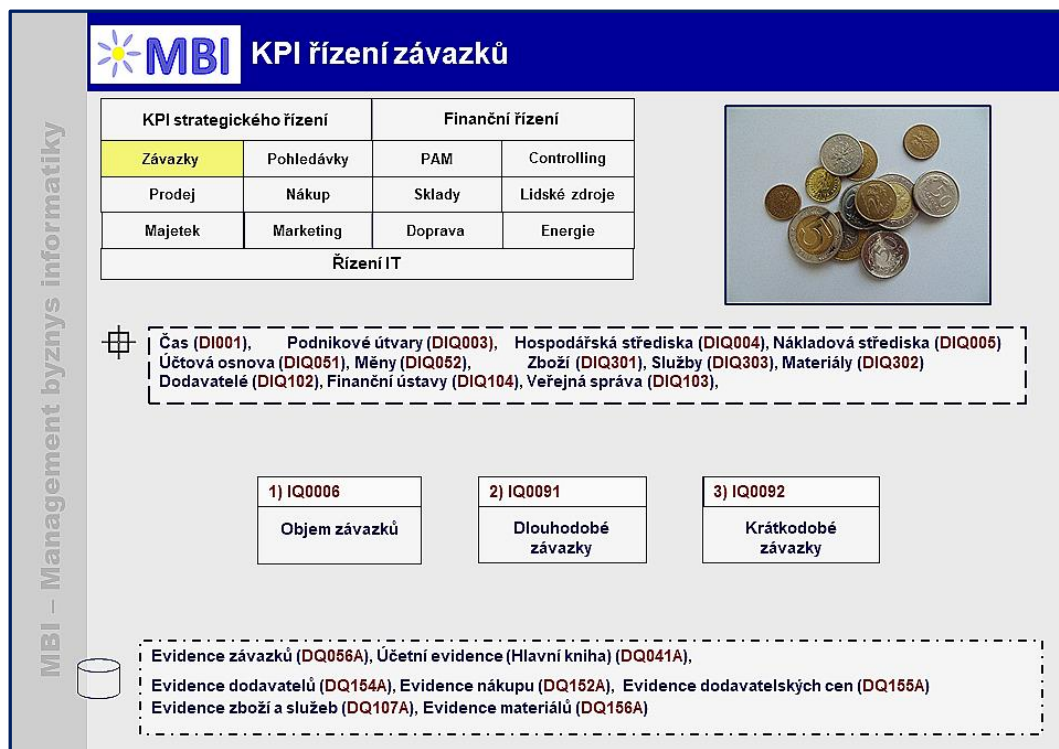 MBI KPI řízení závazků
MBI – Management byznys informatiky
KPI strategického řízení Finanční řízení
Závazky Pohledávky PAM Controlling
Prodej Nákup Sklady Lidské zdroje
Majetek Marketing Doprava Energie
Řízení IT
Čas (DI001), Podnikové útvary (DIQ003), Hospodářská střediska (DIQ004), Nákladová střediska (DIQ005)
Účtová osnova (DIQ051), Měny (DIQ052), Zboží (DIQ301), Služby (DIQ303), Materiály (DIQ302)
Dodavatelé (DIQ102), Finanční ústavy (DIQ104), Veřejná správa (DIQ103),
1) IQ0006
Objem závazků
2) IQ0091
Dlouhodobé
závazky
3) IQ0092
Krátkodobé
závazky
Evidence závazků (DQ056A), Účetní evidence (Hlavní kniha) (DQ041A),
Evidence dodavatelů (DQ154A), Evidence nákupu (DQ152A), Evidence dodavatelských cen (DQ155A)
Evidence zboží a služeb (DQ107A), Evidence materiálů (DQ156A)